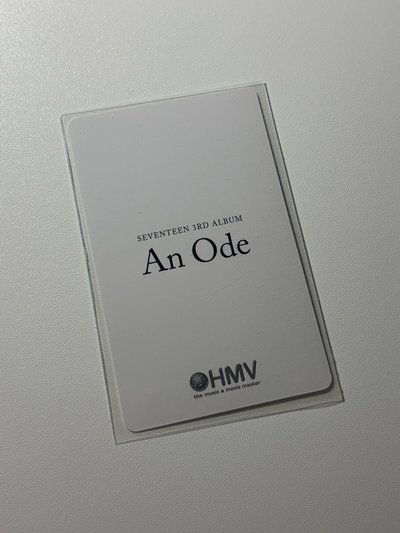 SEVENTEEN 3RD ALBUM
An Ode
HMV
the music & movie master